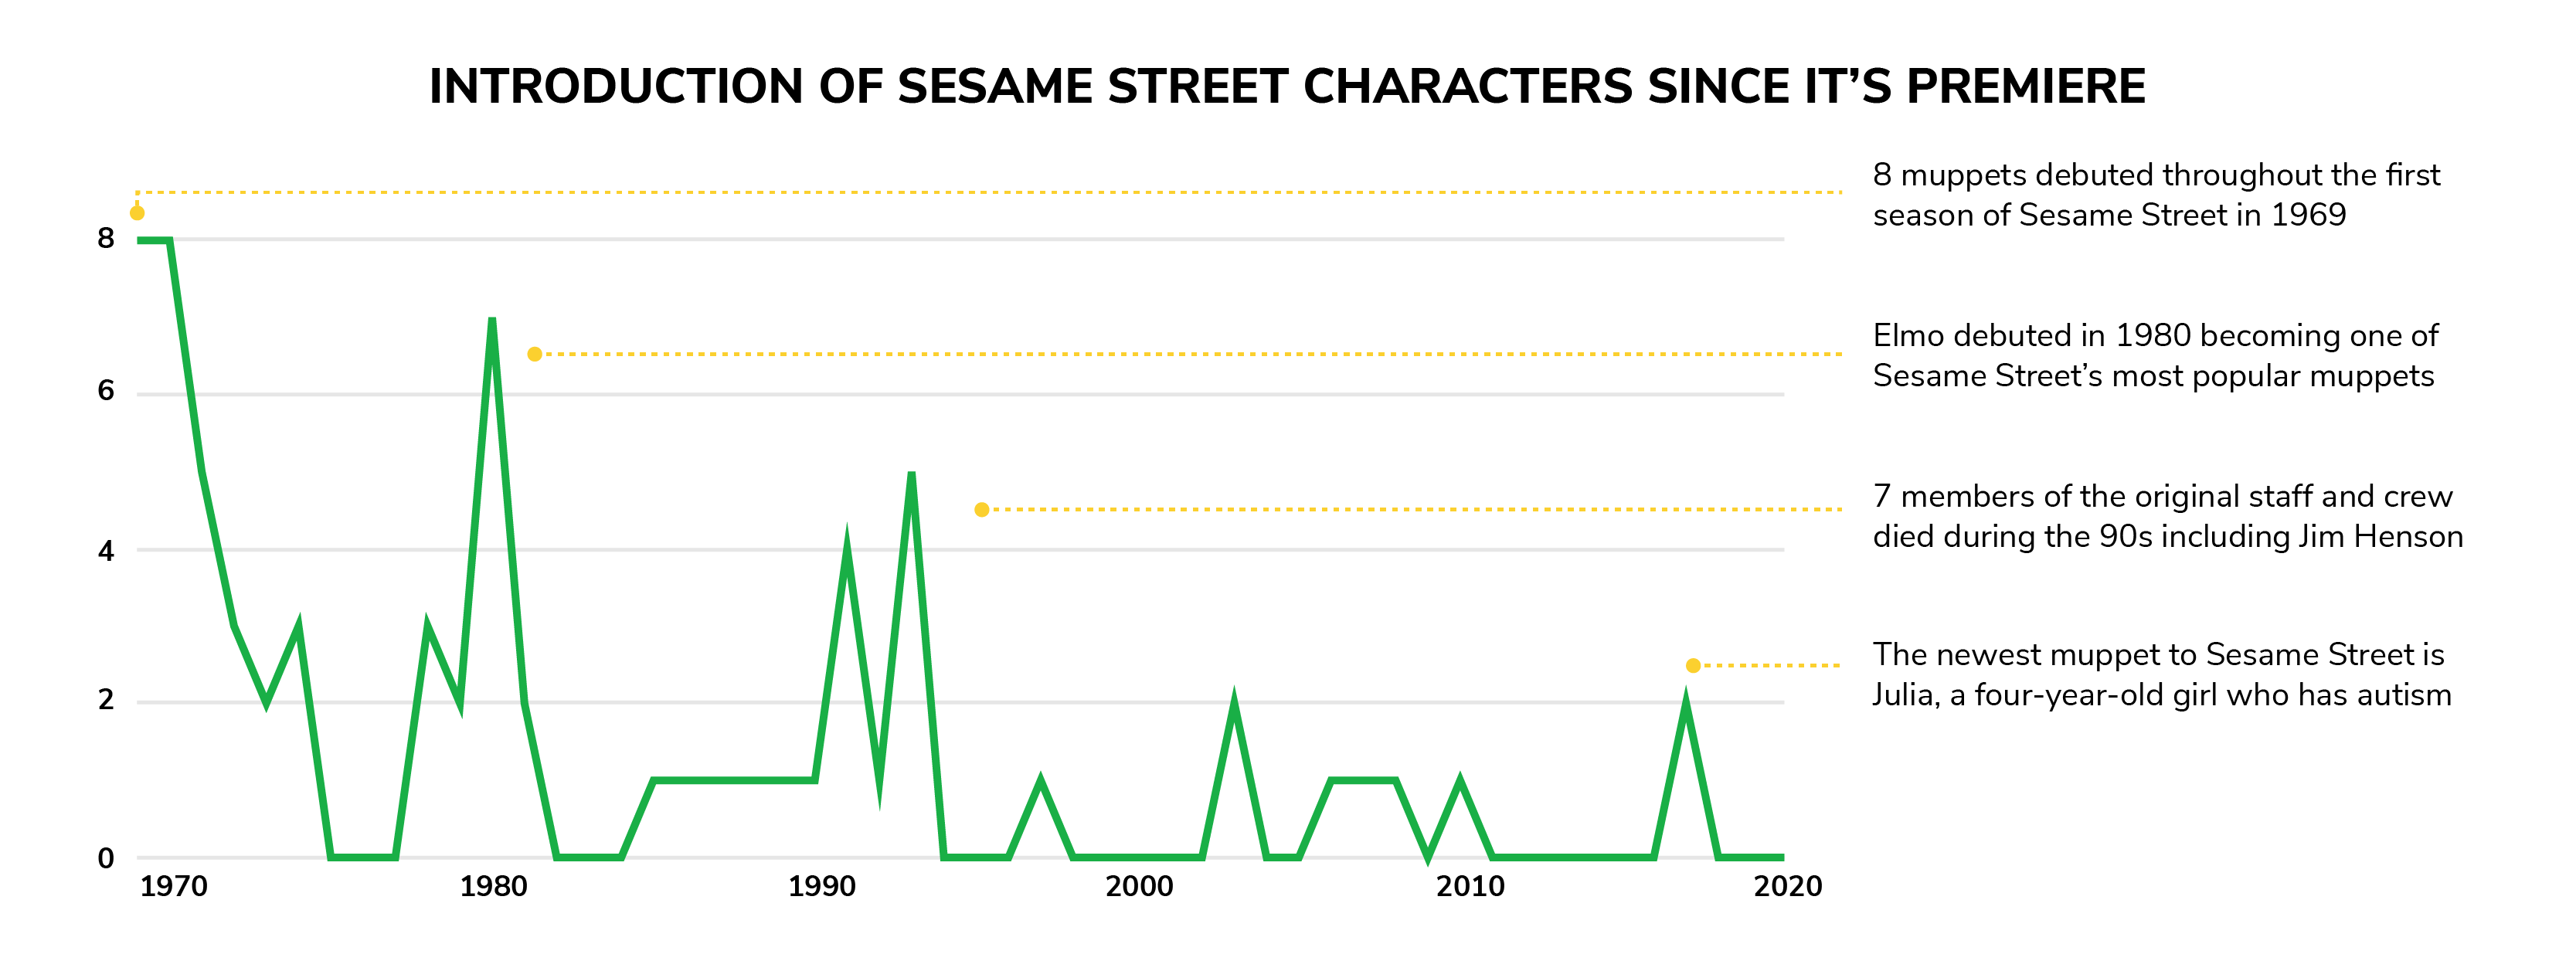 INTRODUCTION OF SESAME STREET CHARACTERS SINCE IT’S PREMIERE
8 muppets debuted throughout the first
season of Sesame Street in 1969
Elmo debuted in 1980 becoming one of
Sesame Street’s most popular muppets
7 members of the original staff and crew
died during the 90s including Jim Henson
The newest muppet to Sesame Street is
Julia, a four-year-old girl who has autism
8
6
4
2
0
1970 1980 1990 2000 2010 2020